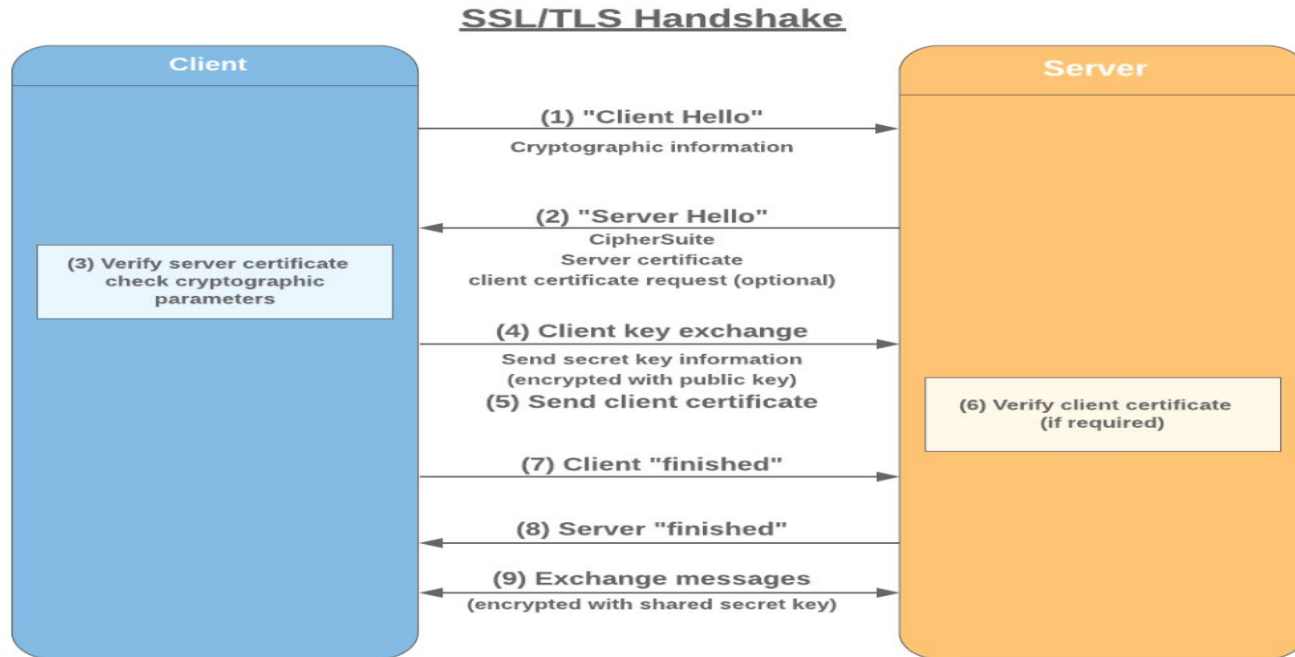 SSL/TLS Handshake
Client
Server
(1) "Client Hello"
Cryptographic information
(2) "Server Hello"
CipherSuite
Server certificate
client certificate request (optional)
(3) Verify server certificate
check cryptographic
parameters
(4) Client key exchange
Send secret key information
(encrypted with public key)
(5) Send client certificate
(6) Verify client certificate
(if required)
(7) Client "finished"
(8) Server "finished"
(9) Exchange messages
(encrypted with shared secret key)